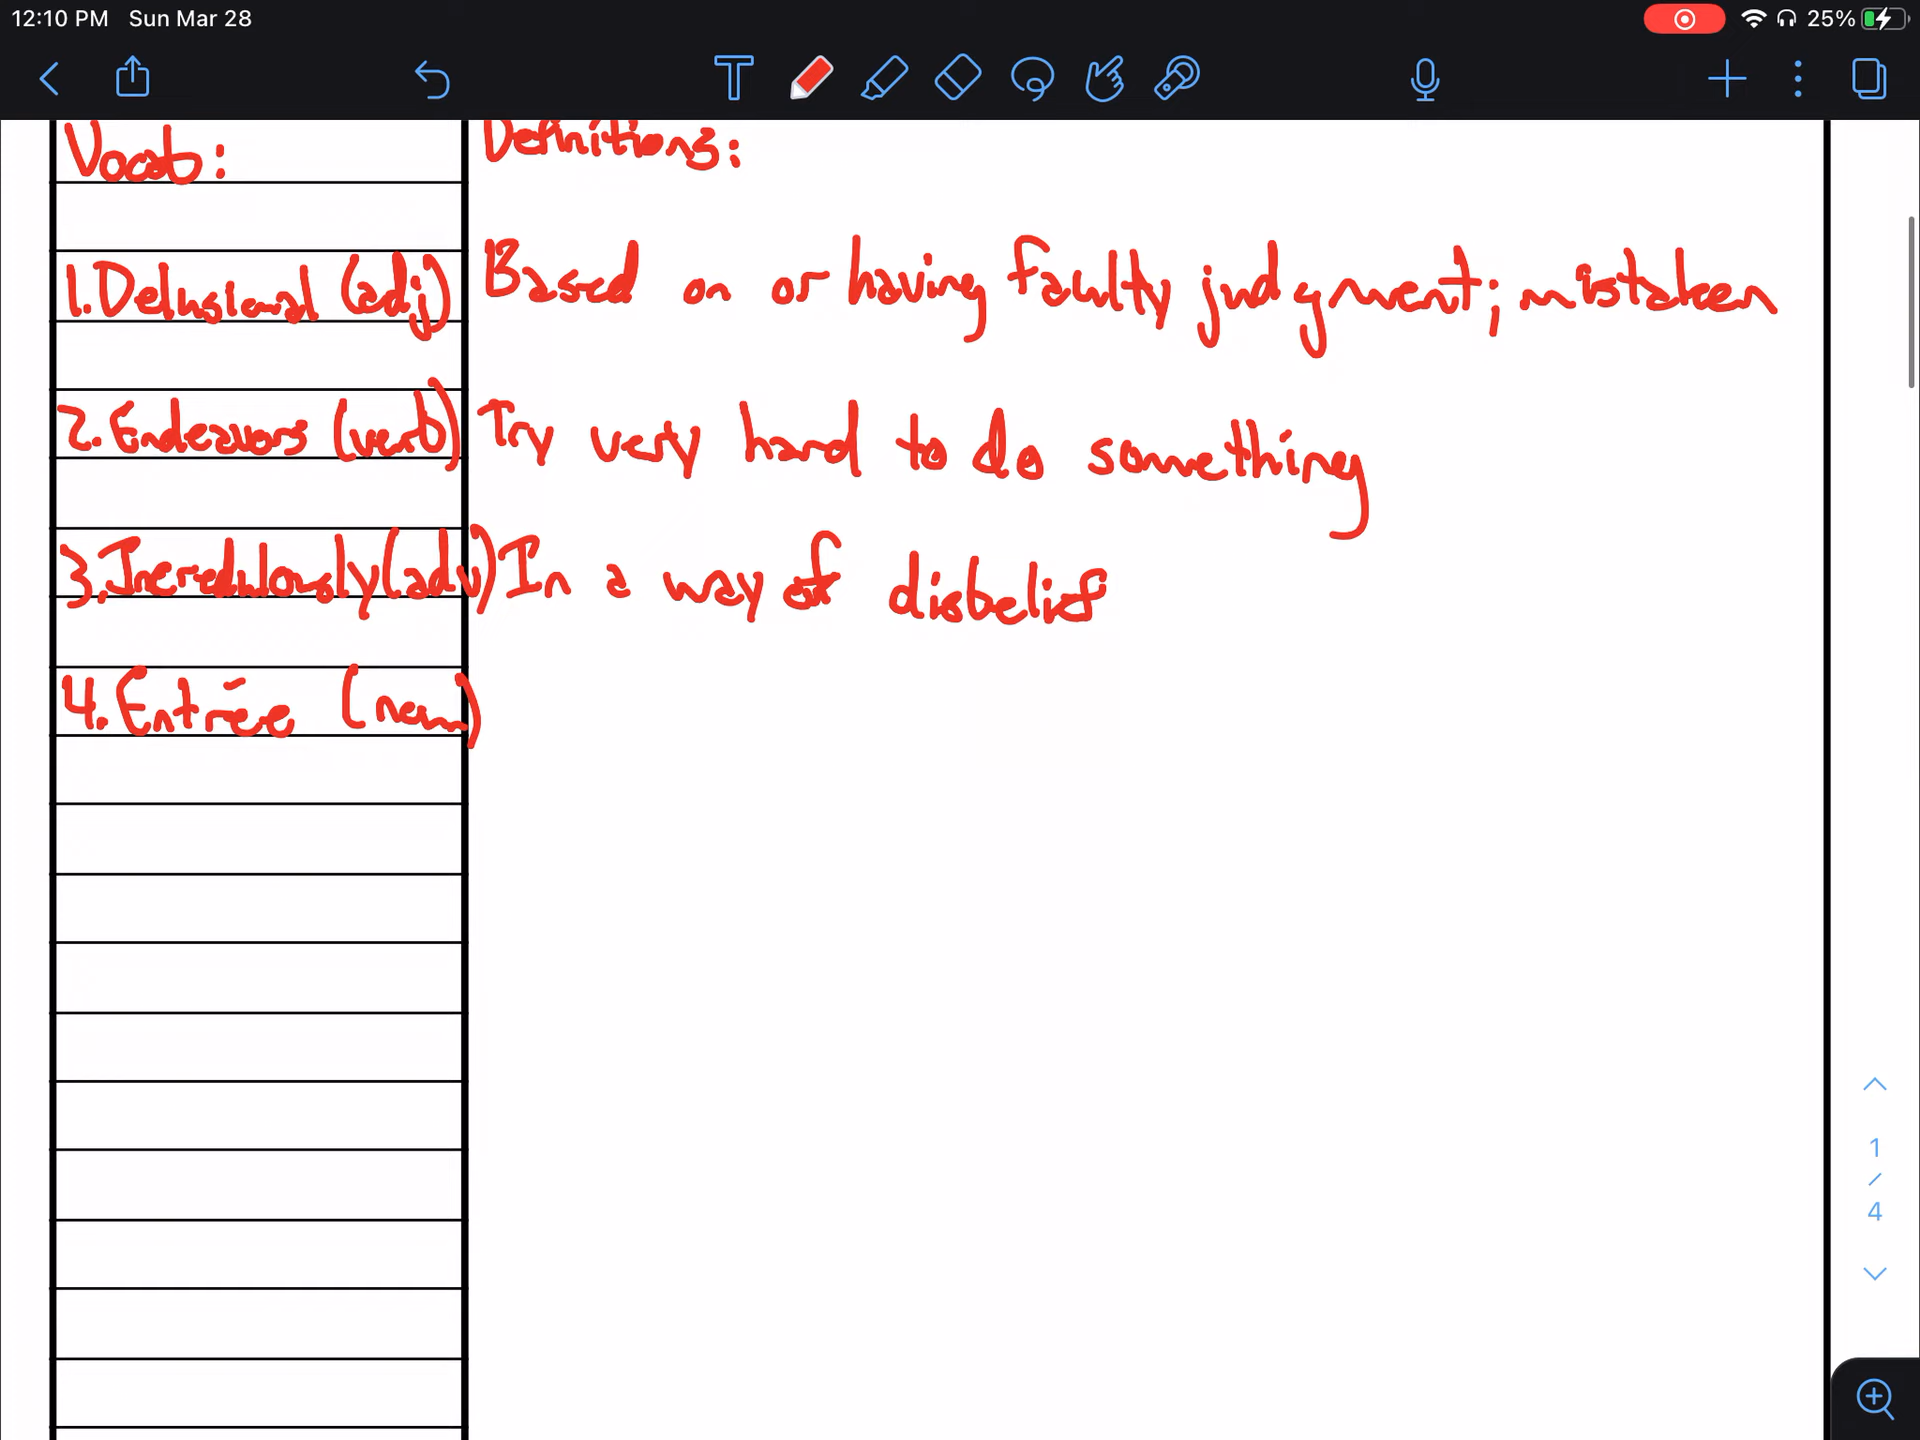 12:10 PM Sun Mar 28 25%
Vocab: Definitions:
1. Delusional (adj) Based on or having faulty judgment; mistaken
2. Endeavors (verb) Try very hard to do something
3. Incredulously (adv) In a way of disbelief
4. Entrée (noun)
1
/
4